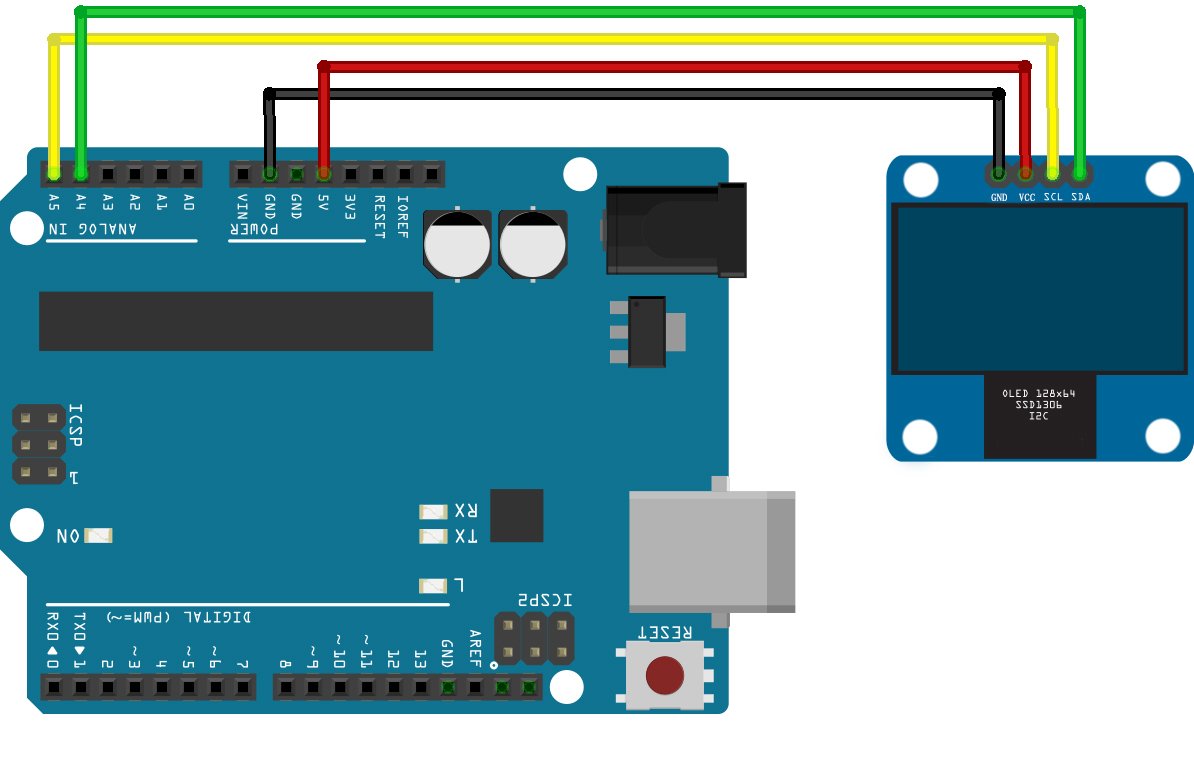 A5 A4 A3 A2 A1 A0
VIN GND GND 5V 3V3 RESET IOREF
ANALOG IN
POWER
GND VCC SCL SDA
OLED 128x64
SSD1306
I2C
ICSP
1
ON
RX
TX
L
ICSP2
DIGITAL (PWM=~)
RESET
RX0 TX0
0 1 2 ~3 4 ~5 ~6 7 8 ~9 ~10 ~11 12 13 GND AREF